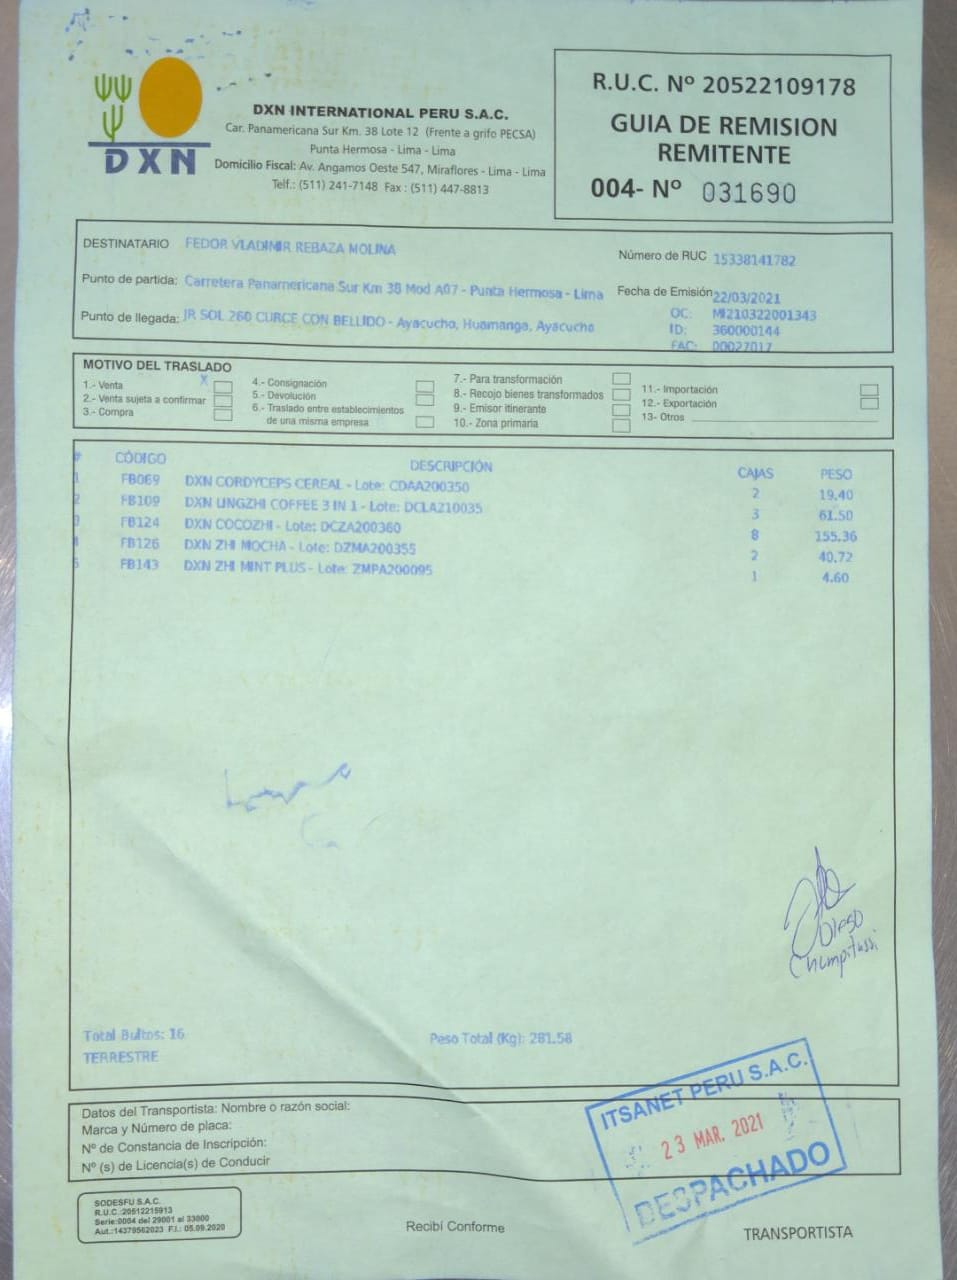 DXN
DXN INTERNATIONAL PERU S.A.C.
Car. Panamericana Sur Km. 38 Lote 12 (Frente a grifo PECSA)
Punta Hermosa - Lima - Lima
Domicilio Fiscal: Av. Angamos Oeste 547, Miraflores - Lima - Lima
Telf.: (511) 241-7148 Fax : (511) 447-8813
R.U.C. Nº 20522109178
GUIA DE REMISION
REMITENTE
004- Nº 031690
DESTINATARIO FEDOR VLADIMIR REBAZA MOLINA
Número de RUC 15338141782
Punto de partida: Carretera Panamericana Sur Km 38 Mod A07 - Punta Hermosa - Lima
Fecha de Emisión 22/03/2021
Punto de llegada: JR SOL 260 CURCE CON BELLIDO - Ayacucho, Huamanga, Ayacucho
OC: MI210322001343
ID: 360000144
FAC: D0027017
MOTIVO DEL TRASLADO
1.- Venta X
2.- Venta sujeta a confirmar
3.- Compra
4.- Consignación
5.- Devolución
6.- Traslado entre establecimientos
de una misma empresa
7.- Para transformación
8.- Recojo bienes transformados
9.- Emisor itinerante
10.- Zona primaria
11.- Importación
12.- Exportación
13- Otros
# CÓDIGO DESCRIPCIÓN CAJAS PESO
1 FB069 DXN CORDYCEPS CEREAL - Lote: CDAA200350 2 19.40
2 FB109 DXN LINGZHI COFFEE 3 IN 1 - Lote: DCLA210035 3 61.50
3 FB124 DXN COCOZHI - Lote: DCZA200360 8 155.36
4 FB126 DXN ZHI MOCHA - Lote: DZMA200355 2 40.72
5 FB143 DXN ZHI MINT PLUS - Lote: ZMPA200095 1 4.60
Diego
Chumpitassi
Total Bultos: 16
Peso Total (Kg): 281.58
TERRESTRE
Datos del Transportista: Nombre o razón social:
Marca y Número de placa:
Nº de Constancia de Inscripción:
Nº (s) de Licencia(s) de Conducir
ITSANET PERU S.A.C.
23 MAR. 2021
DESPACHADO
SODESFU S.A.C.
R.U.C.:20512215913
Serie:0004 del 29001 al 33000
Aut.:14379562023 F.I.: 05.09.2020
Recibí Conforme
TRANSPORTISTA